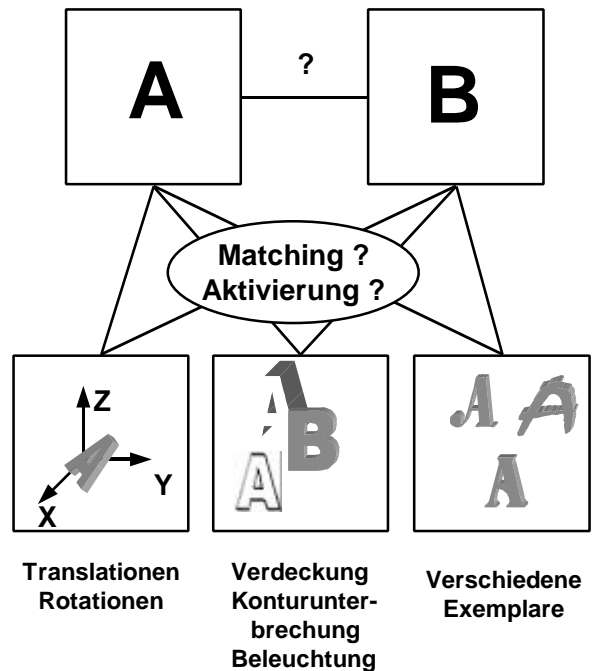 A
?
B
Matching ?
Aktivierung ?
Z
Y
X
A
A
B
A
A
A
A
Translationen
Rotationen
Verdeckung
Konturunter-
brechung
Beleuchtung
Verschiedene
Exemplare